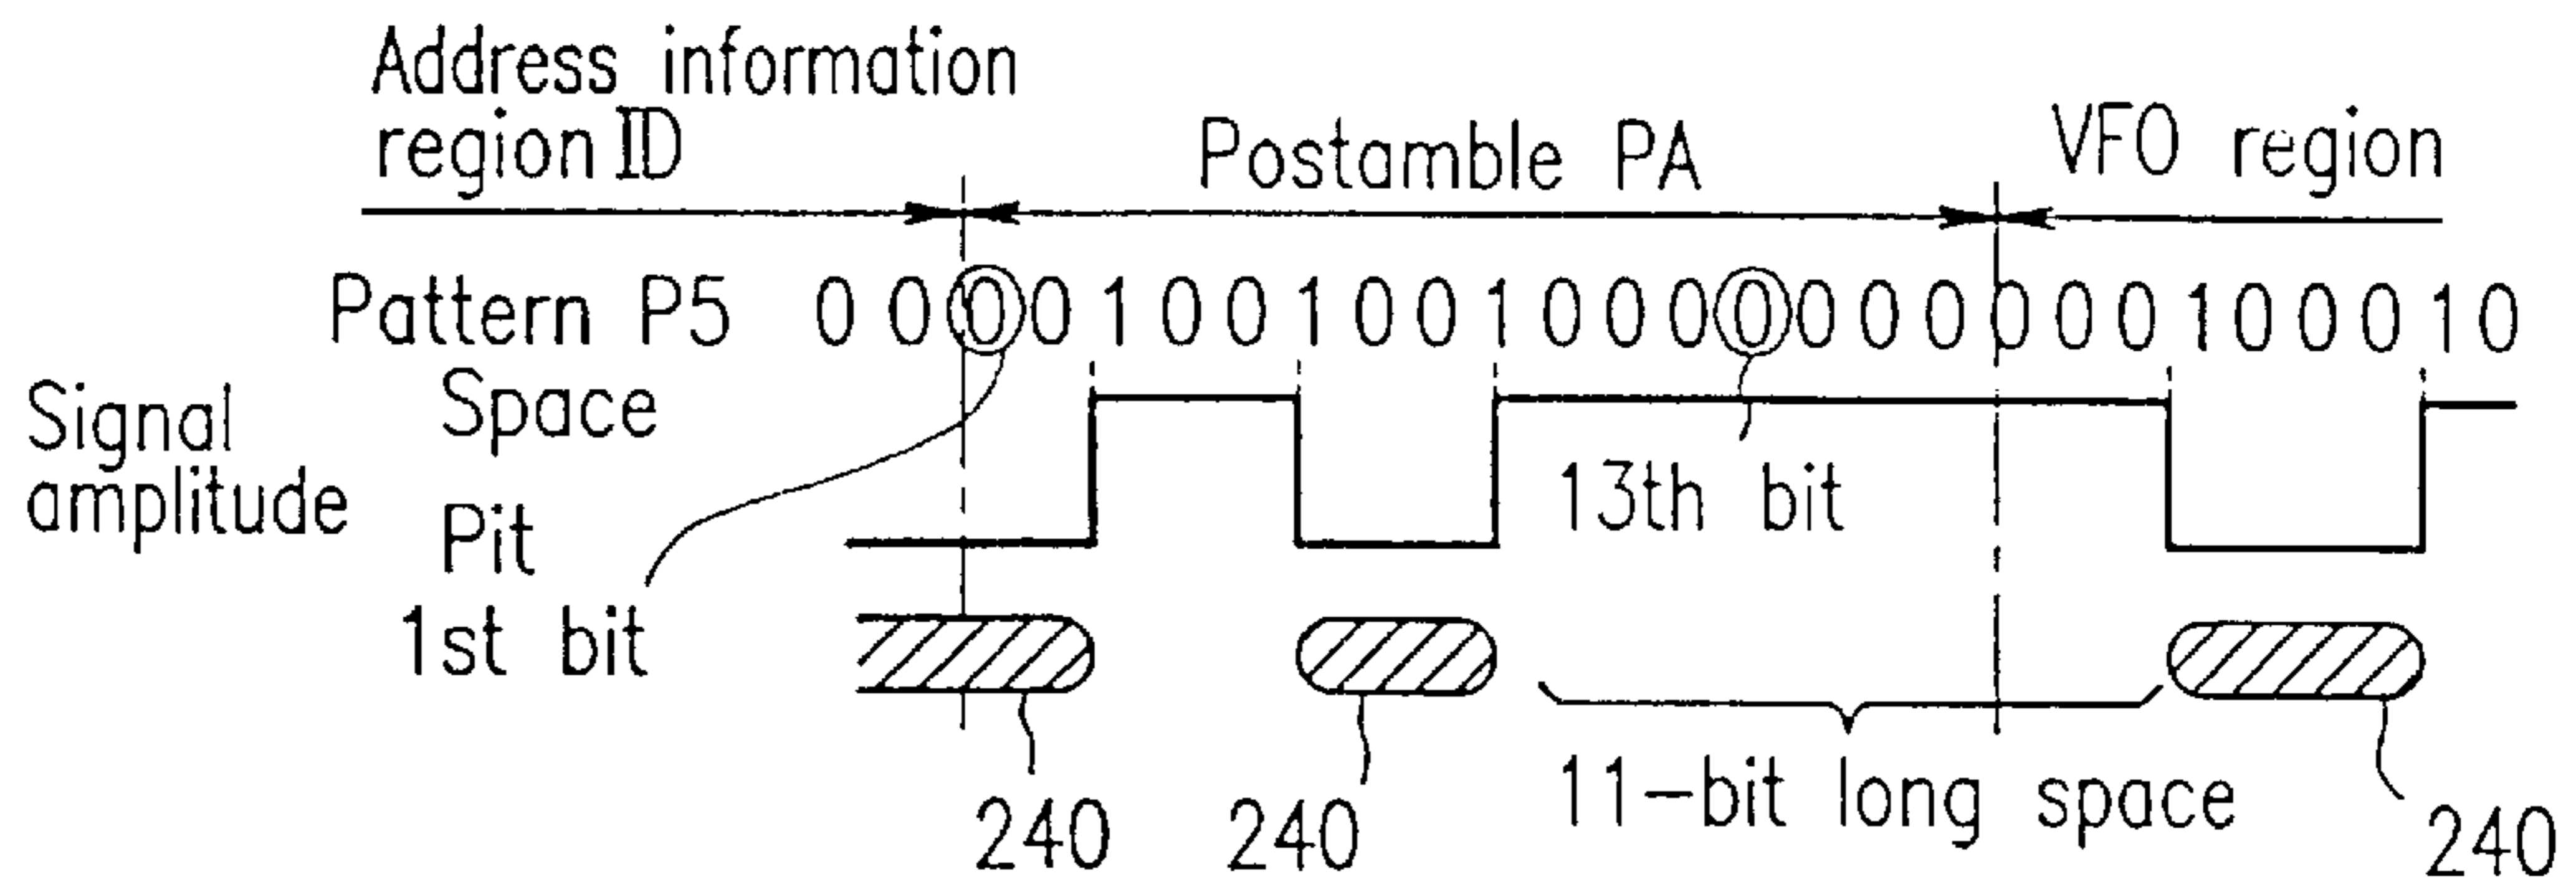 Address information
region ID
Postamble PA
VFO region
Pattern P5 0 0 0 0 1 0 0 1 0 0 1 0 0 0 0 0 0 0 0 0 0 1 0 0 0 1 0
Signal
amplitude
Space
Pit
13th bit
1st bit
11-bit long space
240
240
240